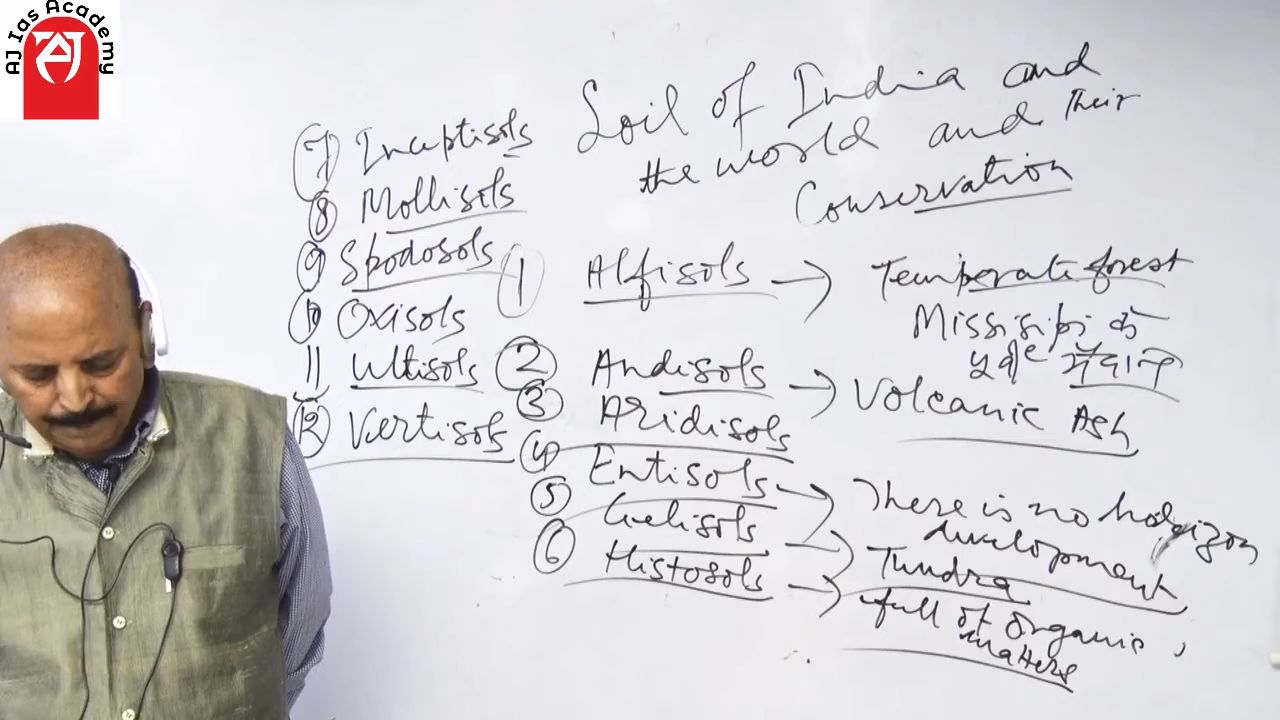 AJ Ias Academy
Soil of India and
the world and Their
Conservation
① Alfisols → Temperate forest
Missisipi के
पूर्व में
② Andisols → Volcanic Ash
③ Aridisols
④ Entisols → There is no horizon
development
⑤ Gelisols → Tundra
⑥ Histosols → full of organic
matters
⑦ Inceptisols
⑧ Mollisols
⑨ Spodosols
⑩ Oxisols
11 Ultisols
⑫ Vertisols